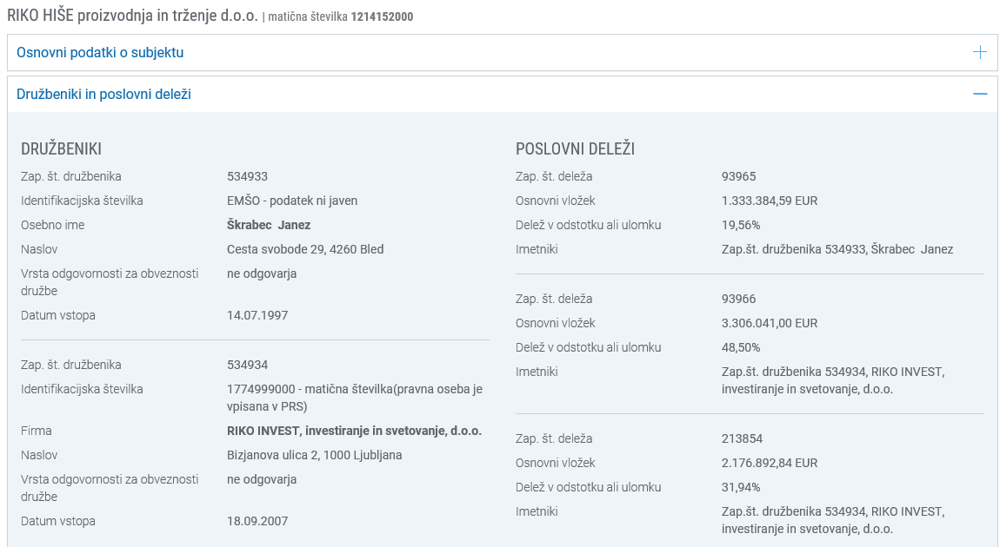 RIKO HIŠE proizvodnja in trženje d.o.o. | matična številka 1214152000
Osnovni podatki o subjektu
Družbeniki in poslovni deleži
DRUŽBENIKI
Zap. št. družbenika 534933
Identifikacijska številka EMŠO - podatek ni javen
Osebno ime Škrabec Janez
Naslov Cesta svobode 29, 4260 Bled
Vrsta odgovornosti za obveznosti ne odgovarja
družbe
Datum vstopa 14.07.1997
Zap. št. družbenika 534934
Identifikacijska številka 1774999000 - matična številka(pravna oseba je
vpisana v PRS)
Firma RIKO INVEST, investiranje in svetovanje, d.o.o.
Naslov Bizjanova ulica 2, 1000 Ljubljana
Vrsta odgovornosti za obveznosti ne odgovarja
družbe
Datum vstopa 18.09.2007
POSLOVNI DELEŽI
Zap. št. deleža 93965
Osnovni vložek 1.333.384,59 EUR
Delež v odstotku ali ulomku 19,56%
Imetniki Zap.št. družbenika 534933, Škrabec Janez
Zap. št. deleža 93966
Osnovni vložek 3.306.041,00 EUR
Delež v odstotku ali ulomku 48,50%
Imetniki Zap.št. družbenika 534934, RIKO INVEST,
investiranje in svetovanje, d.o.o.
Zap. št. deleža 213854
Osnovni vložek 2.176.892,84 EUR
Delež v odstotku ali ulomku 31,94%
Imetniki Zap.št. družbenika 534934, RIKO INVEST,
investiranje in svetovanje, d.o.o.